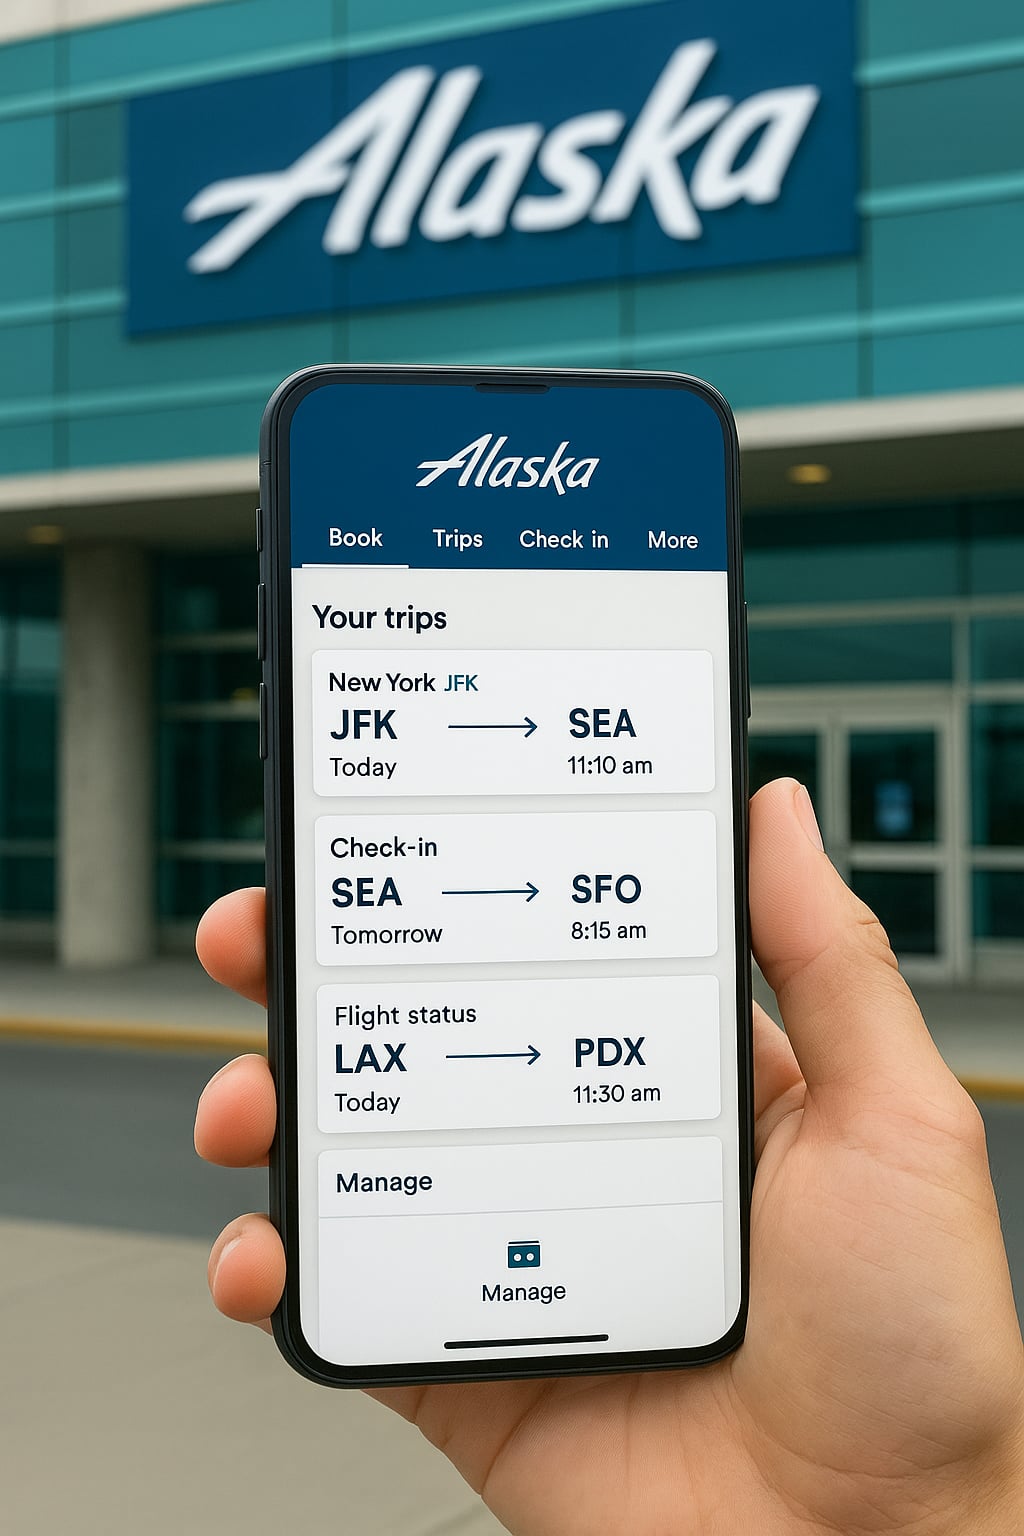 Alaska
Alaska
Book Trips Check in More
Your trips
New York JFK
JFK → SEA
Today 11:10 am
Check-in
SEA → SFO
Tomorrow 8:15 am
Flight status
LAX → PDX
Today 11:30 am
Manage
Manage